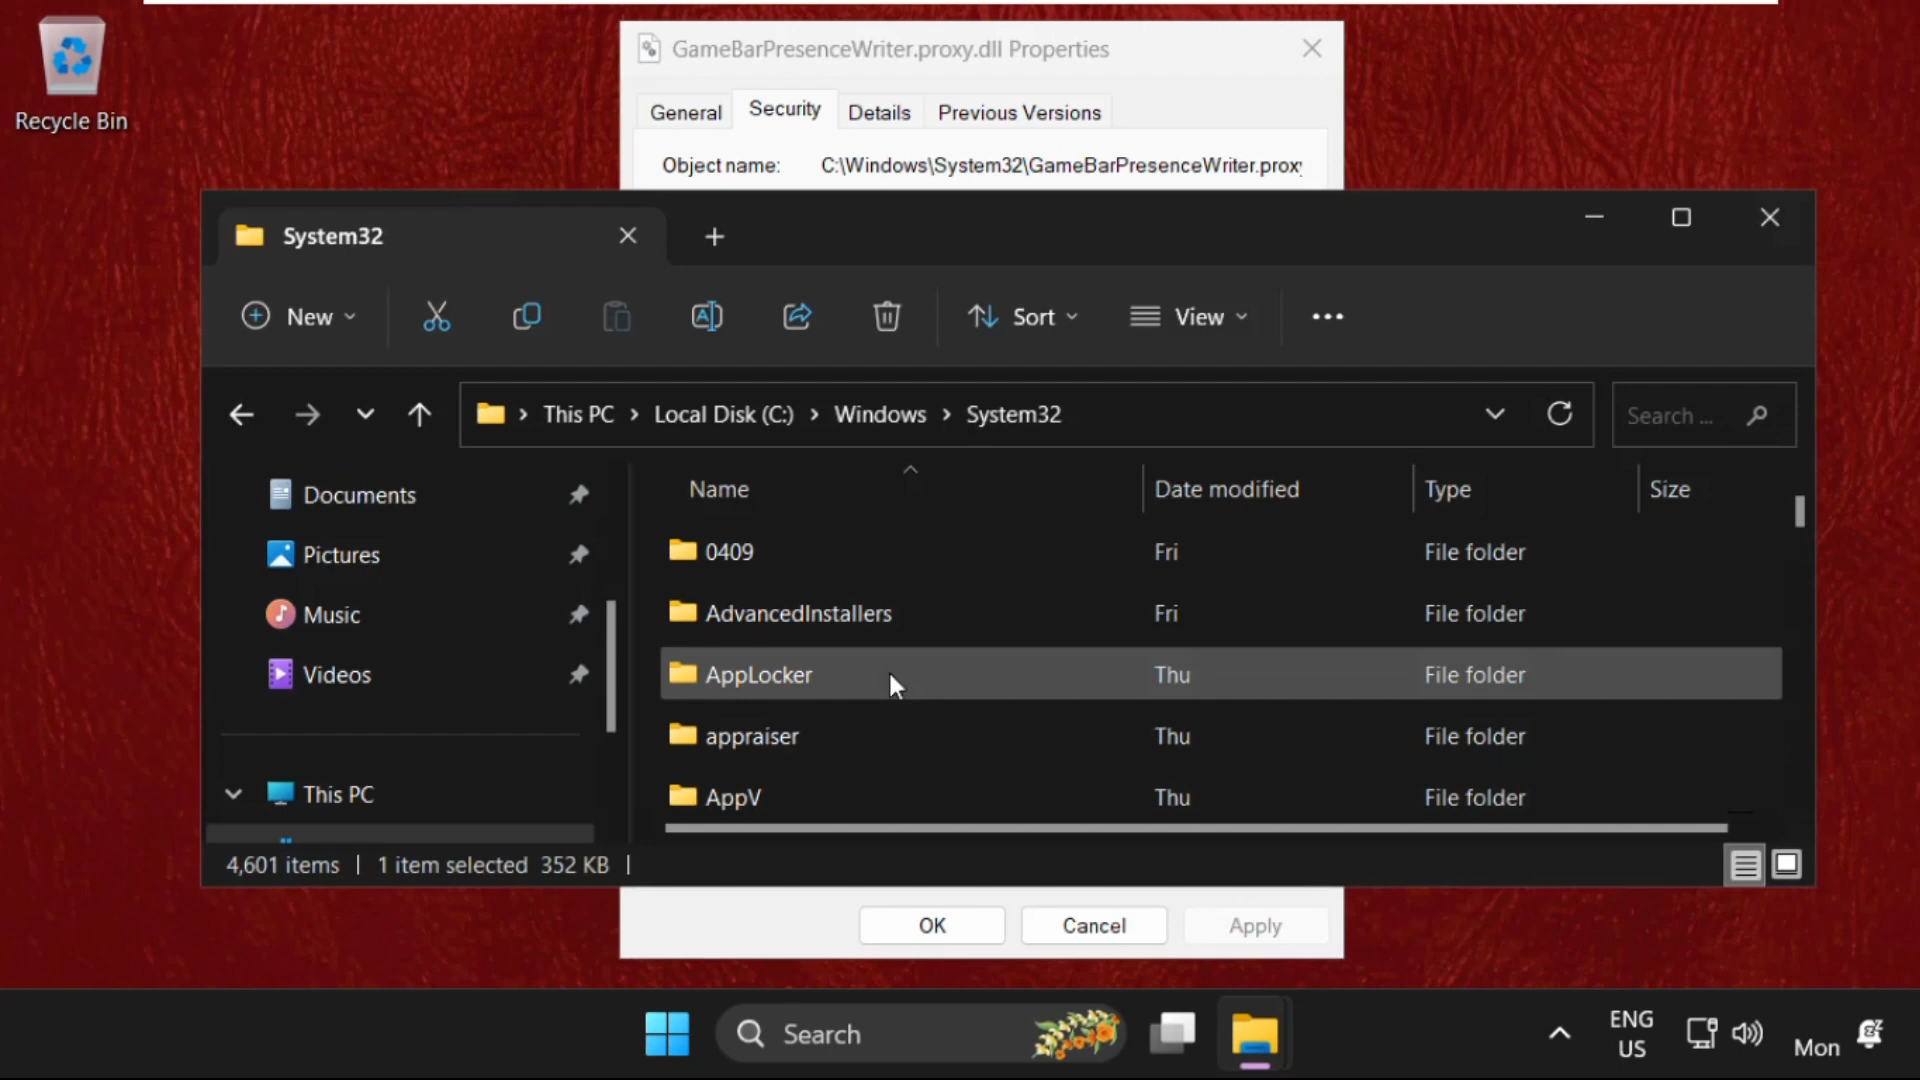 Recycle Bin
GameBarPresenceWriter.proxy.dll Properties
General Security Details Previous Versions
Object name: C:\Windows\System32\GameBarPresenceWriter.proxy
System32
New Sort View
This PC Local Disk (C:) Windows System32 Search ...
Documents
Pictures
Music
Videos
This PC
Name Date modified Type Size
0409 Fri File folder
AdvancedInstallers Fri File folder
AppLocker Thu File folder
appraiser Thu File folder
AppV Thu File folder
4,601 items | 1 item selected 352 KB |
OK Cancel Apply
Search
ENG
US
Mon